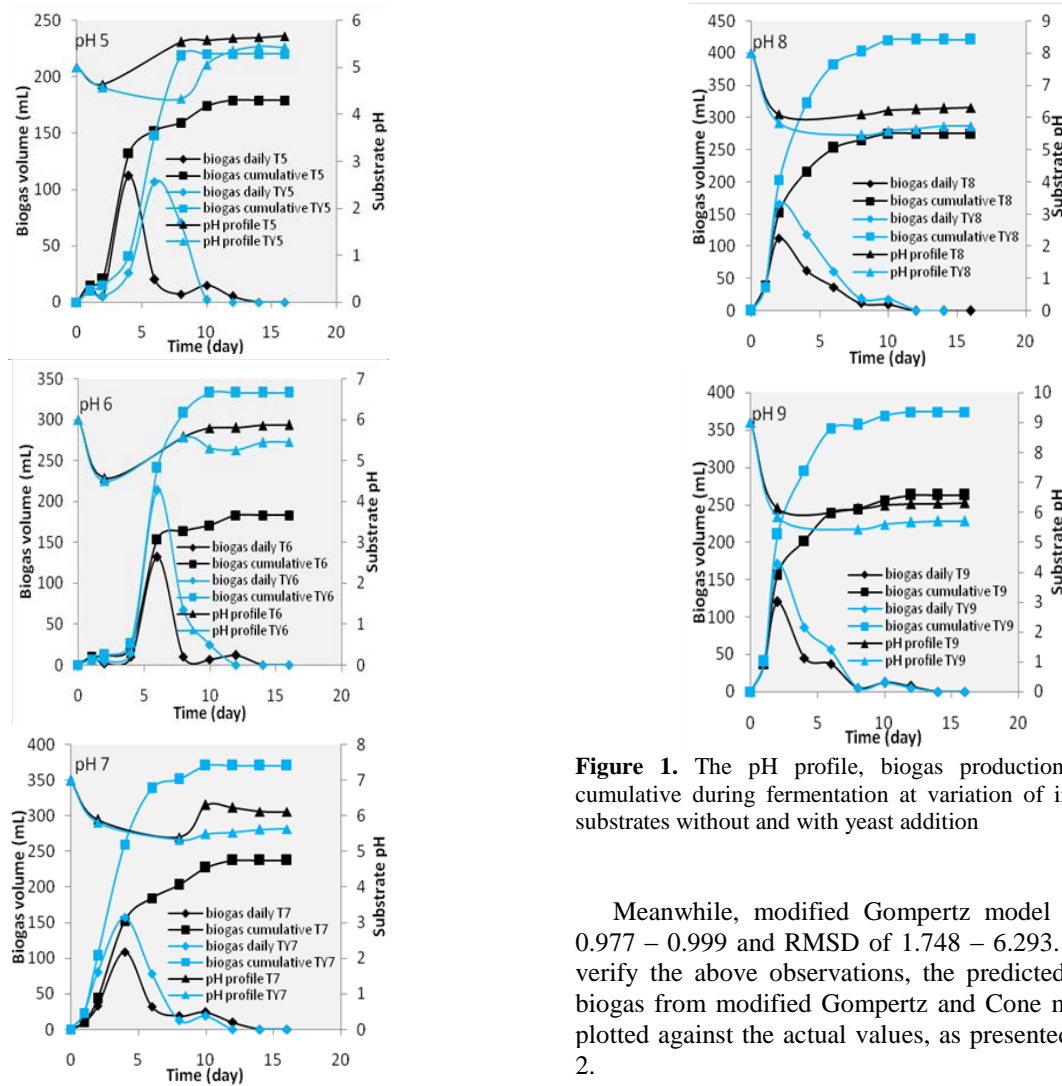 pH 5
250
200
150
100
50
0
Biogas volume (mL)
6
5
4
3
2
1
0
Substrate pH
biogas daily T5
biogas cumulative T5
biogas daily TY5
biogas cumulative TY5
pH profile T5
pH profile TY5
0 5 10 15 20
Time (day)
pH 6
350
300
250
200
150
100
50
0
Biogas volume (mL)
7
6
5
4
3
2
1
0
Substrate pH
biogas daily T6
biogas cumulative T6
biogas daily TY6
biogas cumulative TY6
pH profile T6
pH profile TY6
0 5 10 15 20
Time (day)
pH 7
400
350
300
250
200
150
100
50
0
Biogas volume (mL)
8
7
6
5
4
3
2
1
0
Substrate pH
biogas daily T7
biogas cumulative T7
biogas daily TY7
biogas cumulative TY7
pH profile T7
pH profile TY7
0 5 10 15 20
Time (day)
pH 8
450
400
350
300
250
200
150
100
50
0
Biogas volume (mL)
9
8
7
6
5
4
3
2
1
0
Substrate pH
biogas daily T8
biogas cumulative T8
biogas daily TY8
biogas cumulative TY8
pH profile T8
pH profile TY8
0 5 10 15 20
Time (day)
pH 9
400
350
300
250
200
150
100
50
0
Biogas volume (mL)
10
9
8
7
6
5
4
3
2
1
0
Substrate pH
biogas daily T9
biogas cumulative T9
biogas daily TY9
biogas cumulative TY9
pH profile T9
pH profile TY9
0 5 10 15 20
Time (day)
Figure 1. The pH profile, biogas production
cumulative during fermentation at variation of
substrates without and with yeast addition
Meanwhile, modified Gompertz model
0.977 – 0.999 and RMSD of 1.748 – 6.293.
verify the above observations, the predicted
biogas from modified Gompertz and Cone
plotted against the actual values, as presented
2.